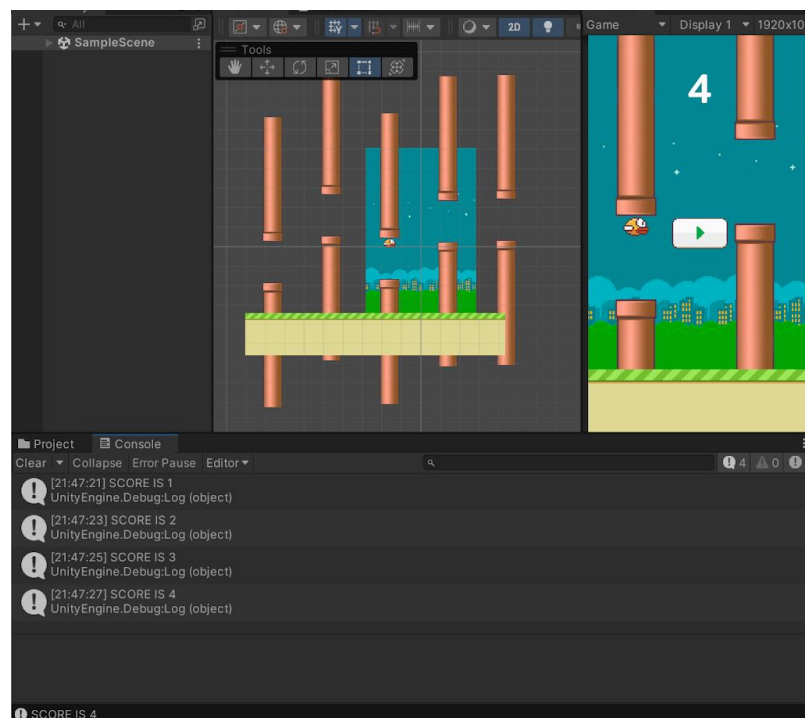 All
SampleScene
Tools
2D
Game
Display 1
1920x10
4
Project
Console
Clear
Collapse
Error Pause
Editor
4
0
[21:47:21] SCORE IS 1
UnityEngine.Debug:Log (object)
[21:47:23] SCORE IS 2
UnityEngine.Debug:Log (object)
[21:47:25] SCORE IS 3
UnityEngine.Debug:Log (object)
[21:47:27] SCORE IS 4
UnityEngine.Debug:Log (object)
SCORE IS 4